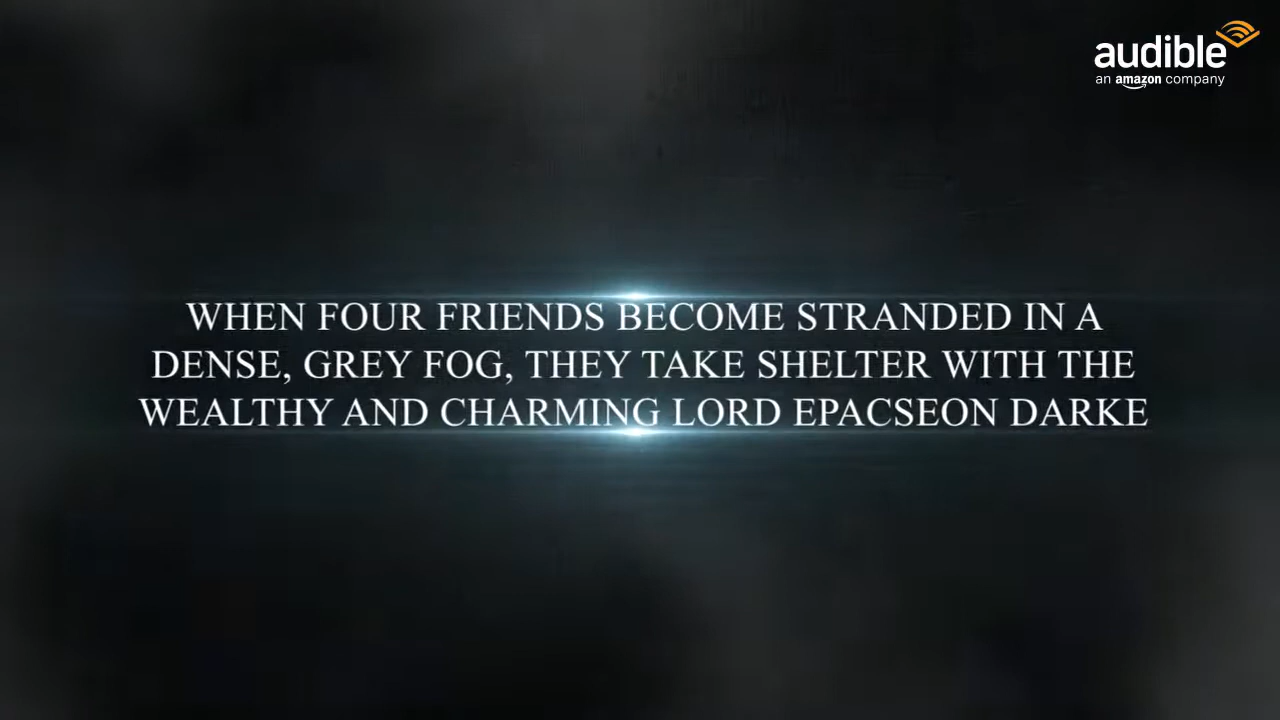 audible
an amazon company
WHEN FOUR FRIENDS BECOME STRANDED IN A
DENSE, GREY FOG, THEY TAKE SHELTER WITH THE
WEALTHY AND CHARMING LORD EPACSEON DARKE